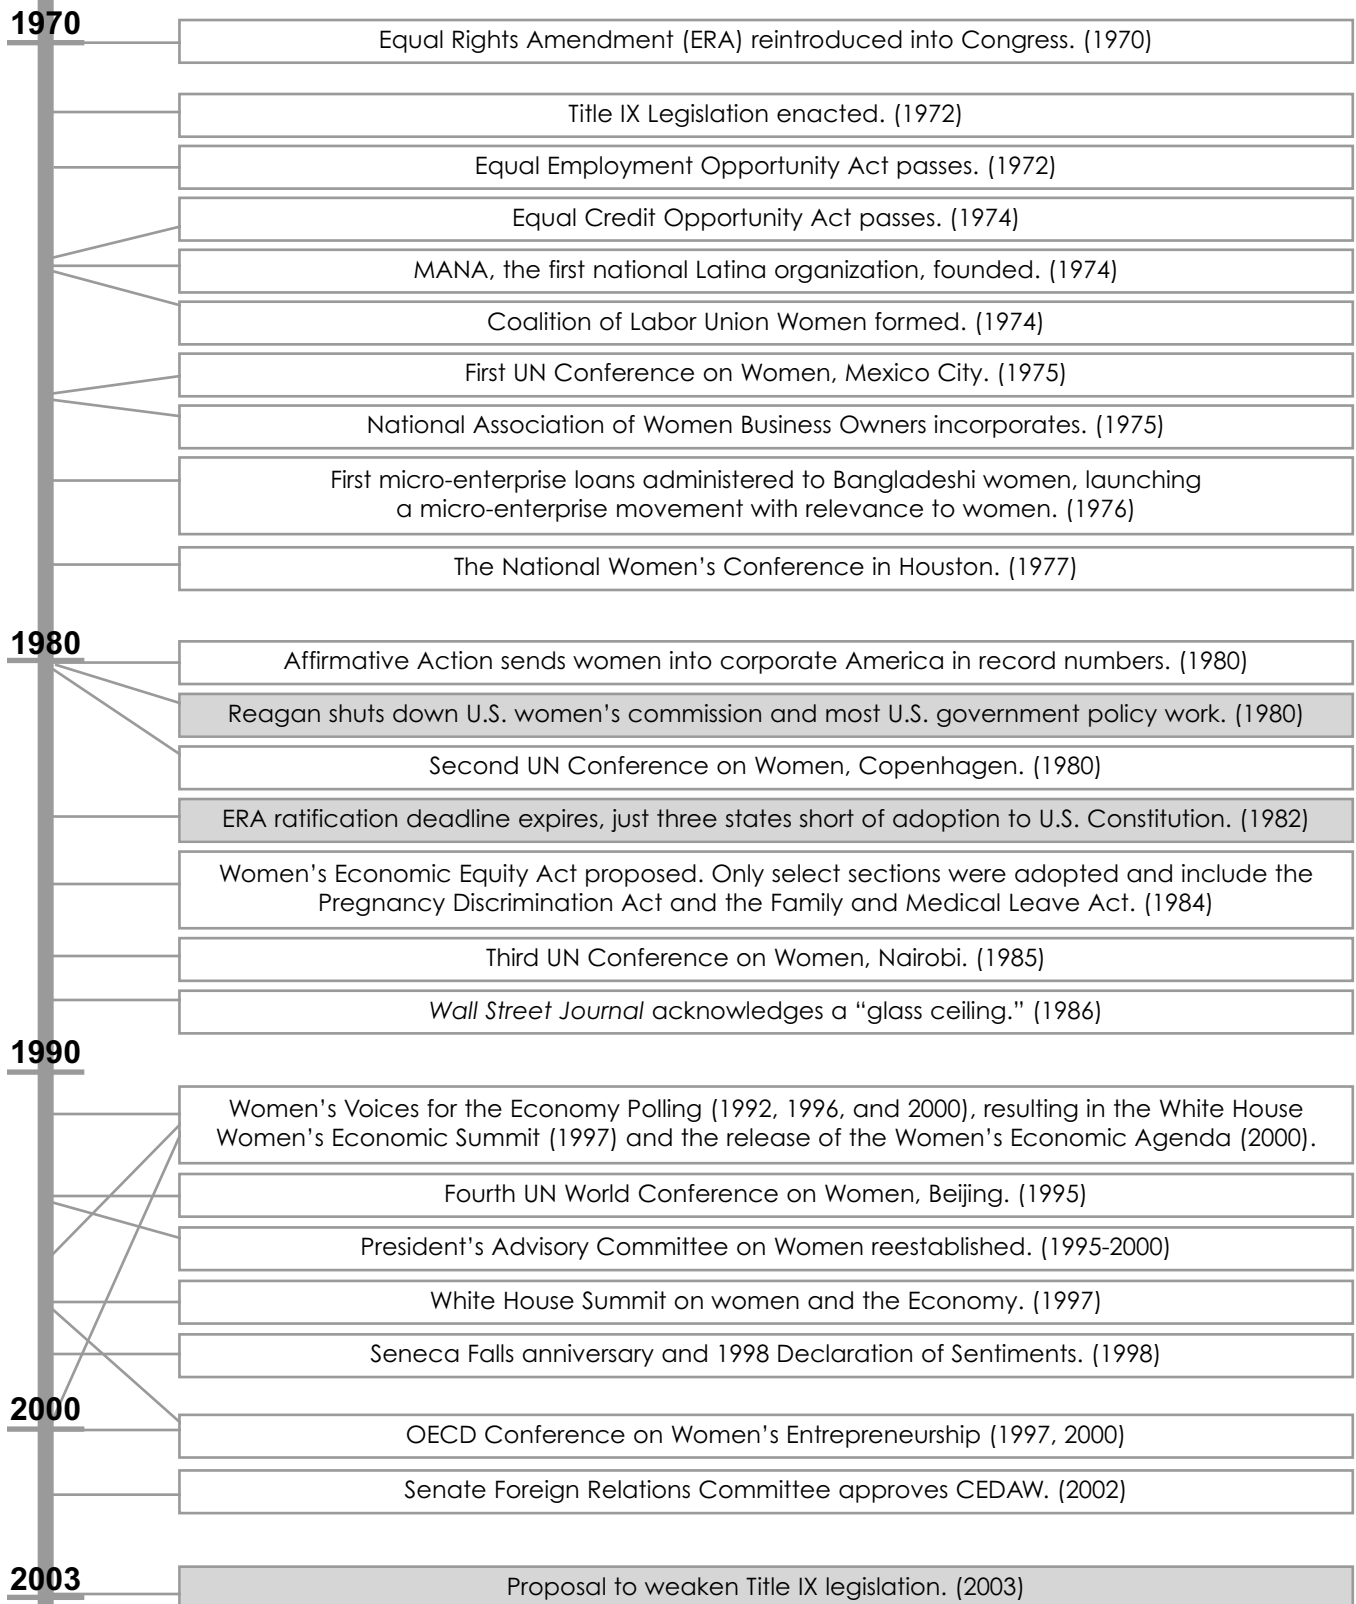 1970
Equal Rights Amendment (ERA) reintroduced into Congress. (1970)
Title IX Legislation enacted. (1972)
Equal Employment Opportunity Act passes. (1972)
Equal Credit Opportunity Act passes. (1974)
MANA, the first national Latina organization, founded. (1974)
Coalition of Labor Union Women formed. (1974)
First UN Conference on Women, Mexico City. (1975)
National Association of Women Business Owners incorporates. (1975)
First micro-enterprise loans administered to Bangladeshi women, launching
a micro-enterprise movement with relevance to women. (1976)
The National Women’s Conference in Houston. (1977)
1980
Affirmative Action sends women into corporate America in record numbers. (1980)
Reagan shuts down U.S. women’s commission and most U.S. government policy work. (1980)
Second UN Conference on Women, Copenhagen. (1980)
ERA ratification deadline expires, just three states short of adoption to U.S. Constitution. (1982)
Women’s Economic Equity Act proposed. Only select sections were adopted and include the
Pregnancy Discrimination Act and the Family and Medical Leave Act. (1984)
Third UN Conference on Women, Nairobi. (1985)
Wall Street Journal acknowledges a “glass ceiling.” (1986)
1990
Women’s Voices for the Economy Polling (1992, 1996, and 2000), resulting in the White House
Women’s Economic Summit (1997) and the release of the Women’s Economic Agenda (2000).
Fourth UN World Conference on Women, Beijing. (1995)
President’s Advisory Committee on Women reestablished. (1995-2000)
White House Summit on women and the Economy. (1997)
Seneca Falls anniversary and 1998 Declaration of Sentiments. (1998)
2000
OECD Conference on Women’s Entrepreneurship (1997, 2000)
Senate Foreign Relations Committee approves CEDAW. (2002)
2003
Proposal to weaken Title IX legislation. (2003)